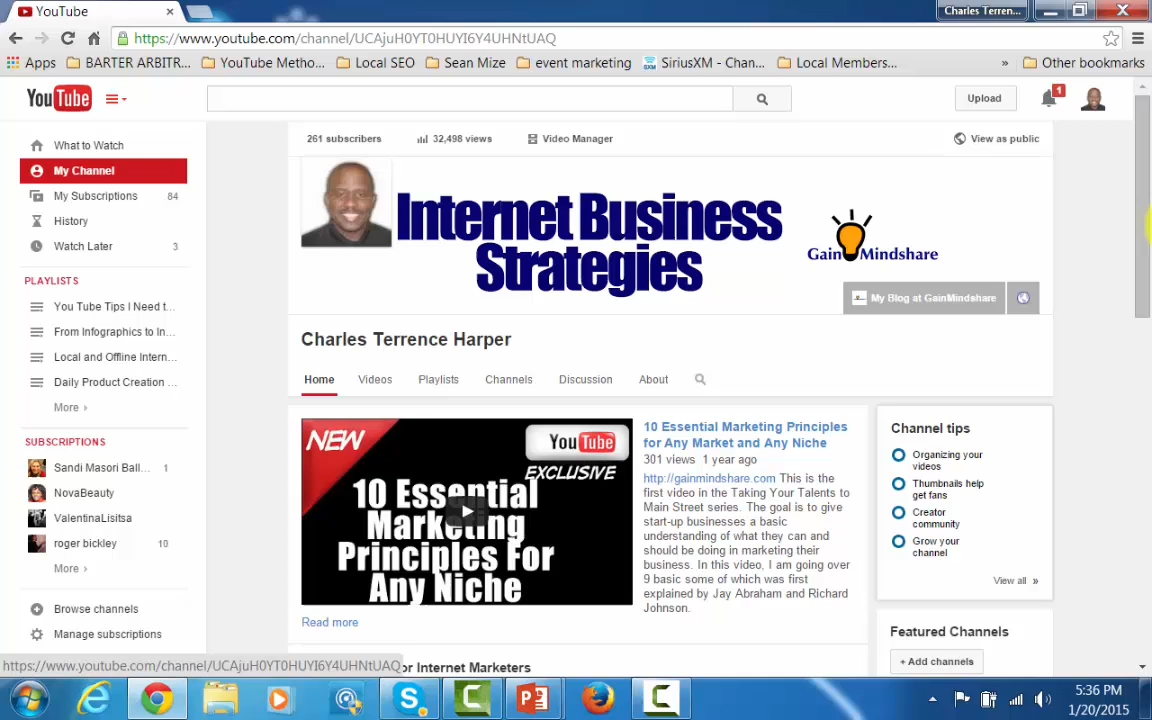 YouTube
Charles Terren...
https://www.youtube.com/channel/UCAjuH0YT0HUYI6Y4UHNtUAQ
Apps BARTER ARBITR... YouTube Metho... Local SEO Sean Mize event marketing SiriusXM - Chan... Local Members... » Other bookmarks
YouTube
Upload
1
What to Watch
My Channel
My Subscriptions 84
History
Watch Later 3
PLAYLISTS
You Tube Tips I Need t...
From Infographics to In...
Local and Offline Intern...
Daily Product Creation ...
More ›
SUBSCRIPTIONS
Sandi Masori Ball... 1
NovaBeauty
ValentinaLisitsa
roger bickley 10
More ›
Browse channels
Manage subscriptions
261 subscribers 32,498 views Video Manager View as public
Internet Business
Strategies
Gain Mindshare
My Blog at GainMindshare
Charles Terrence Harper
Home Videos Playlists Channels Discussion About
NEW
YouTube
EXCLUSIVE
10 Essential
Marketing
Principles For
Any Niche
10 Essential Marketing Principles
for Any Market and Any Niche
301 views 1 year ago
http://gainmindshare.com This is the
first video in the Taking Your Talents to
Main Street series. The goal is to give
start-up businesses a basic
understanding of what they can and
should be doing in marketing their
business. In this video, I am going over
9 basic some of which was first
explained by Jay Abraham and Richard
Johnson.
Read more
Channel tips
Organizing your
videos
Thumbnails help
get fans
Creator
community
Grow your
channel
View all »
Featured Channels
+ Add channels
https://www.youtube.com/channel/UCAjuH0YT0HUYI6Y4UHNtUAQ
or Internet Marketers
5:36 PM
1/20/2015